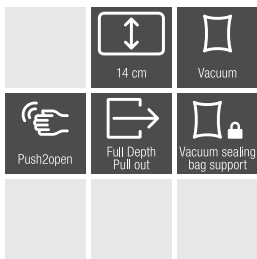 14 cm
Vacuum
Push2open
Full Depth
Pull out
Vacuum sealing
bag support